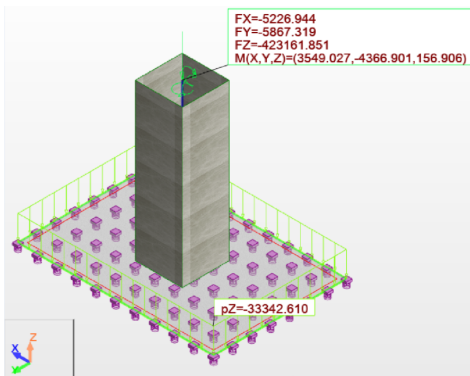 FX=-5226.944
FY=-5867.319
FZ=-423161.851
M(X,Y,Z)=(3549.027,-4366.901,156.906)
pZ=-33342.610
Z
X
Y